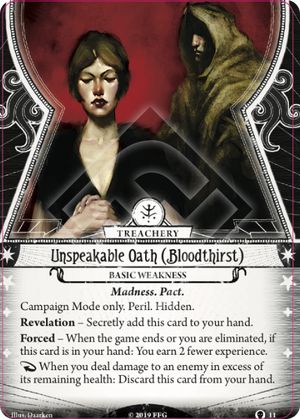 TREACHERY
Unspeakable Oath (Bloodthirst)
BASIC WEAKNESS
Madness. Pact.
Campaign Mode only. Peril. Hidden.
Revelation – Secretly add this card to your hand.
Forced – When the game ends or you are eliminated, if
this card is in your hand: You earn 2 fewer experience.
When you deal damage to an enemy in excess of
its remaining health: Discard this card from your hand.
Illus. Daarken
© 2019 FFG
11